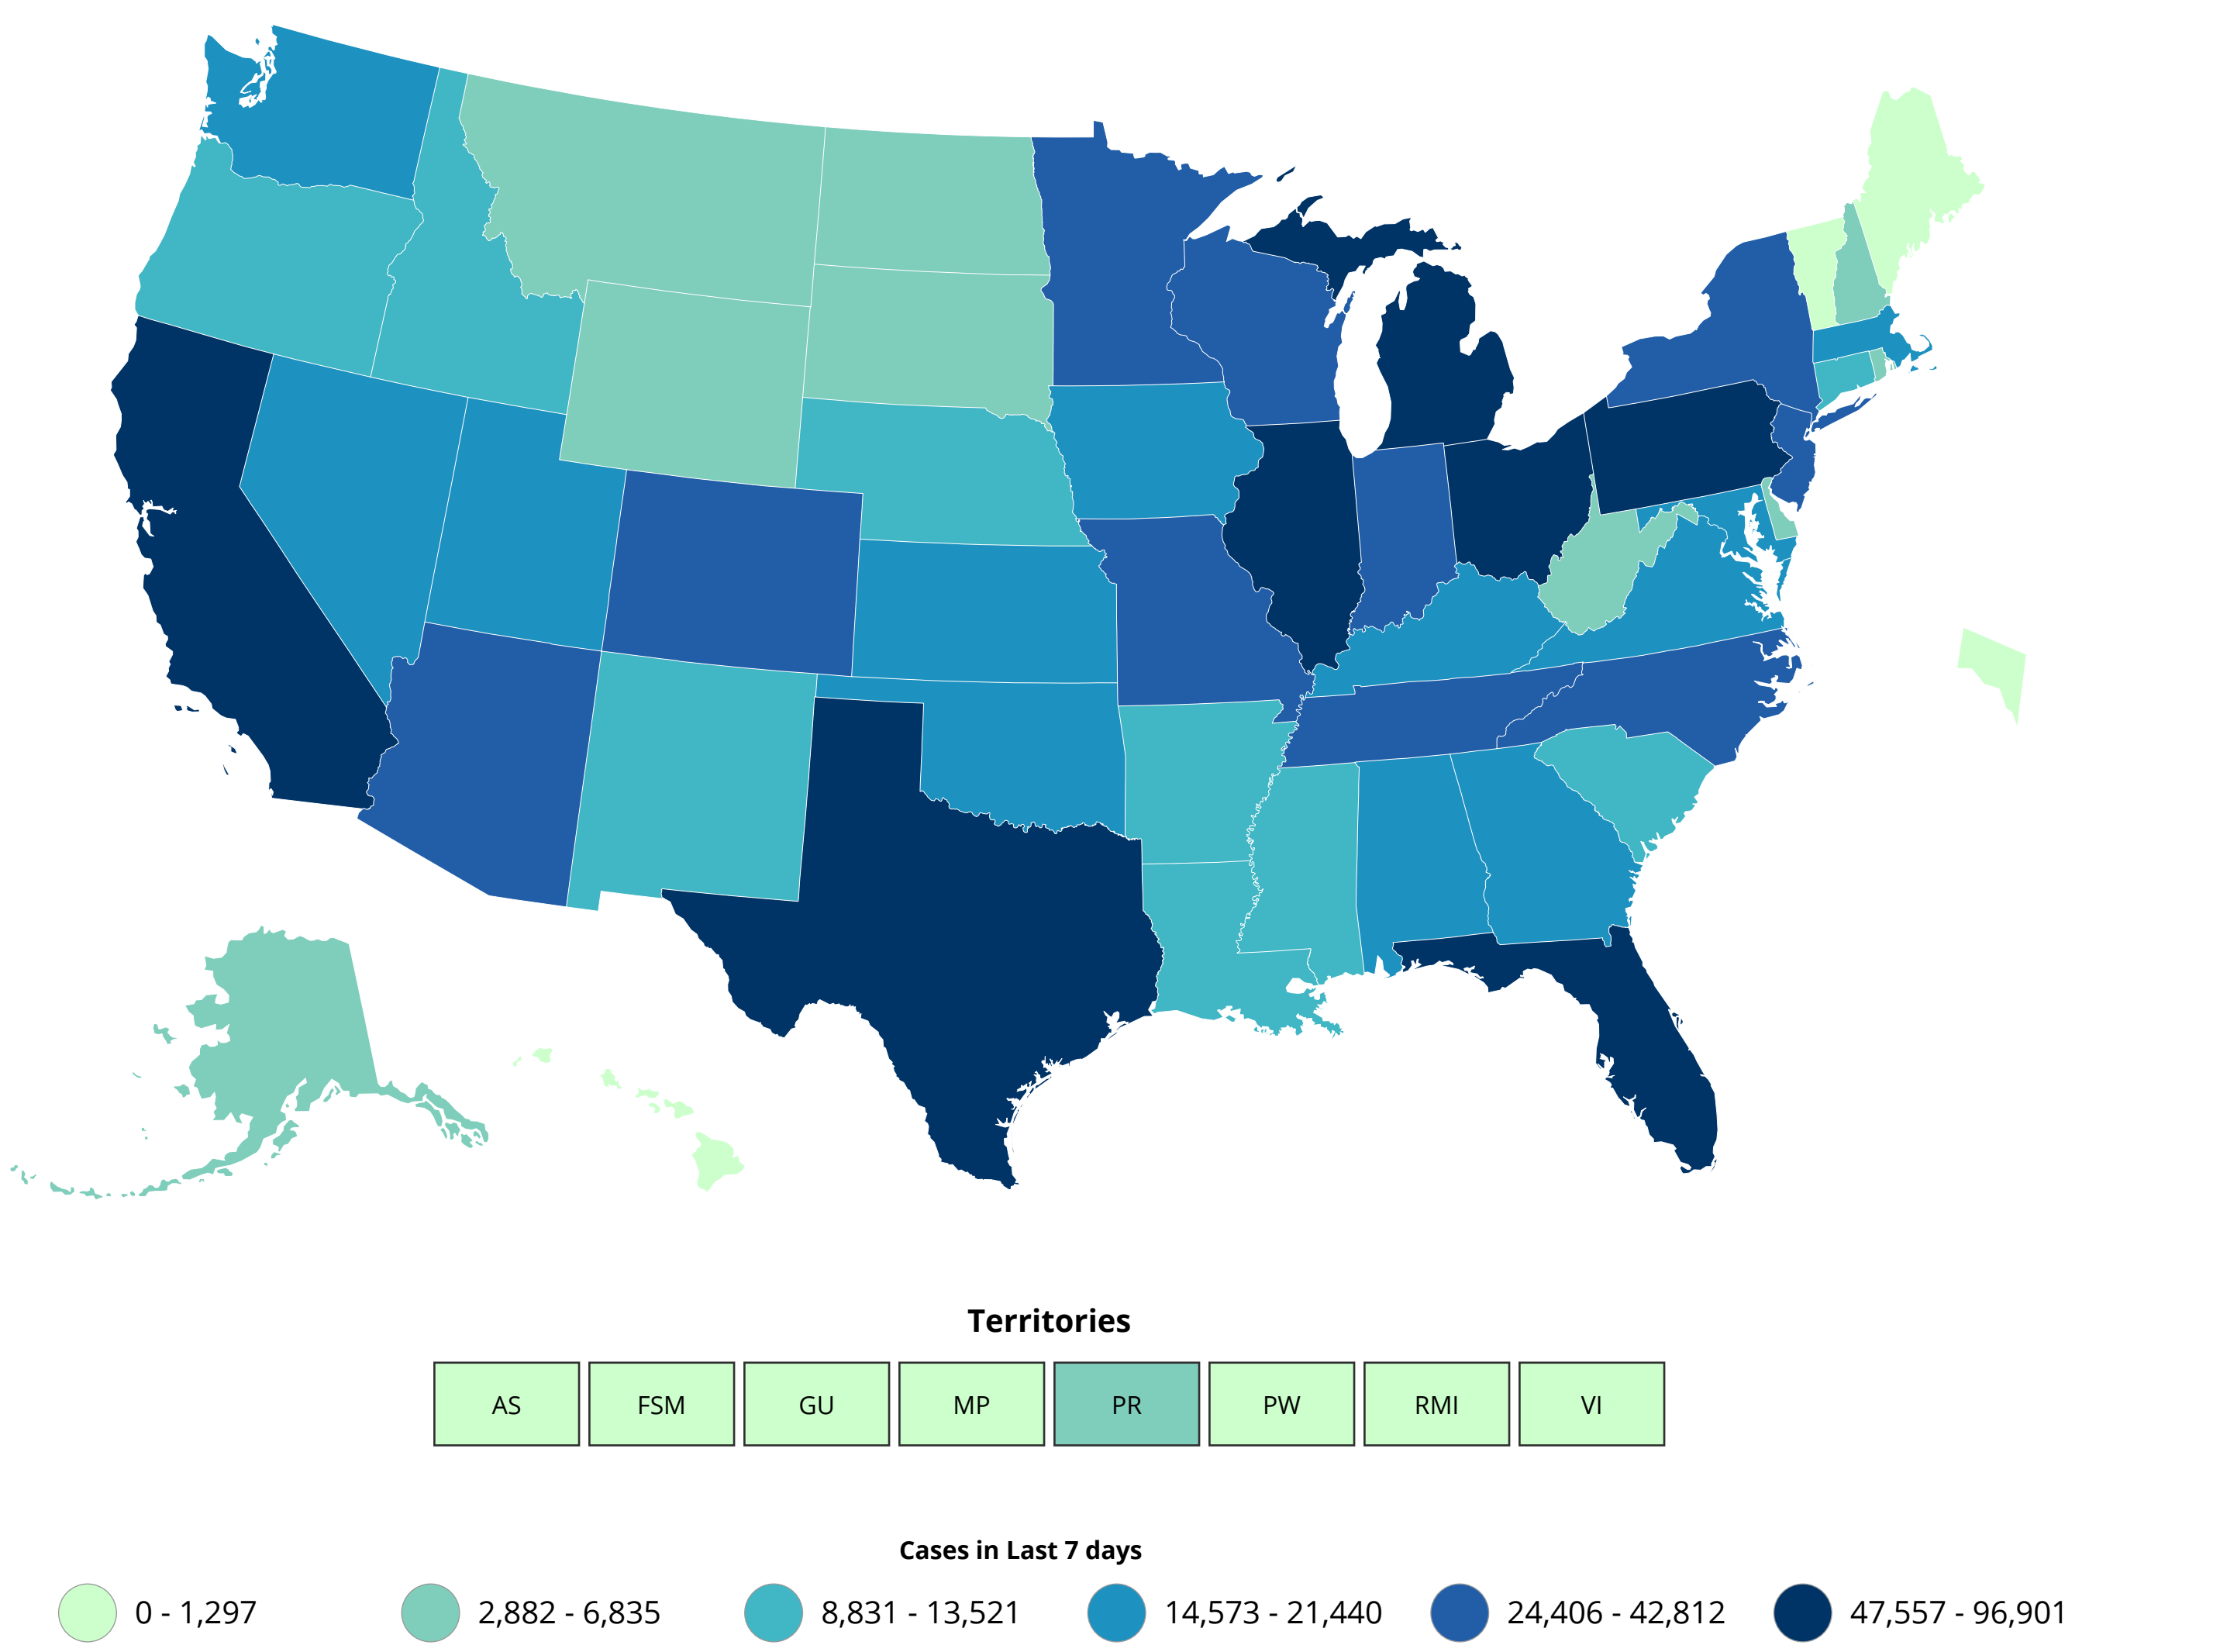 Territories
AS FSM GU MP PR PW RMI VI
Cases in Last 7 days
0 - 1,297 2,882 - 6,835 8,831 - 13,521 14,573 - 21,440 24,406 - 42,812 47,557 - 96,901